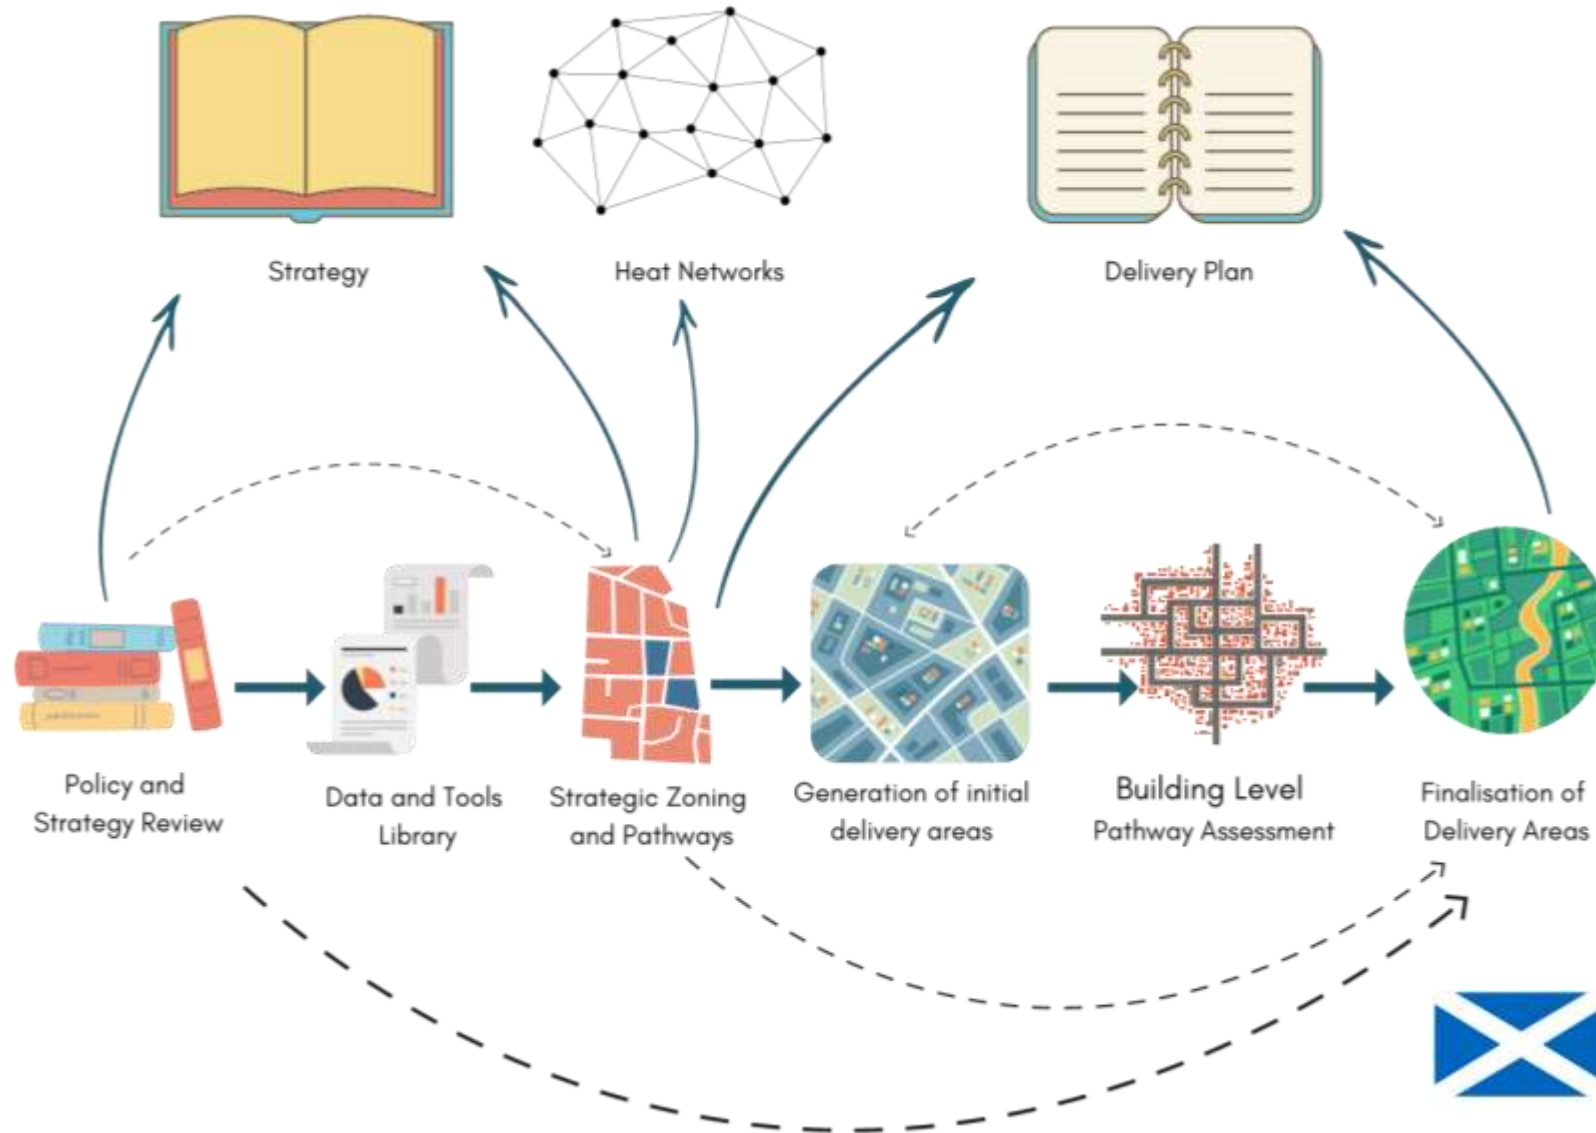 Strategy
Heat Networks
Delivery Plan
Policy and
Strategy Review
Data and Tools
Library
Strategic Zoning
and Pathways
Generation of initial
delivery areas
Building Level
Pathway Assessment
Finalisation of
Delivery Areas